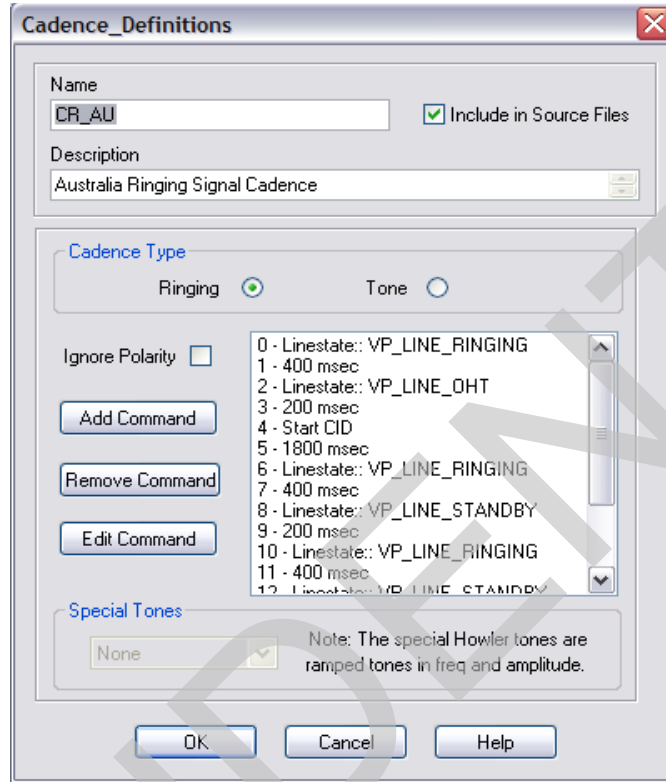 Cadence_Definitions
Name
CR_AU
Include in Source Files
Description
Australia Ringing Signal Cadence
Cadence Type
Ringing
Tone
Ignore Polarity
Add Command
Remove Command
Edit Command
0 - Linestate:: VP_LINE_RINGING
1 - 400 msec
2 - Linestate:: VP_LINE_OHT
3 - 200 msec
4 - Start CID
5 - 1800 msec
6 - Linestate:: VP_LINE_RINGING
7 - 400 msec
8 - Linestate:: VP_LINE_STANDBY
9 - 200 msec
10 - Linestate:: VP_LINE_RINGING
11 - 400 msec
12 - Linestate:: VP_LINE_STANDBY
Special Tones
None
Note: The special Howler tones are
ramped tones in freq and amplitude.
OK
Cancel
Help